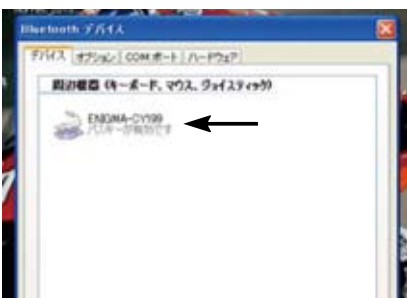 Bluetooth デバイス
デバイス オプション COM ポート ハードウェア
周辺機器 (キーボード、マウス、ジョイスティック)
ENIGMA-CY199
パスキーが有効です